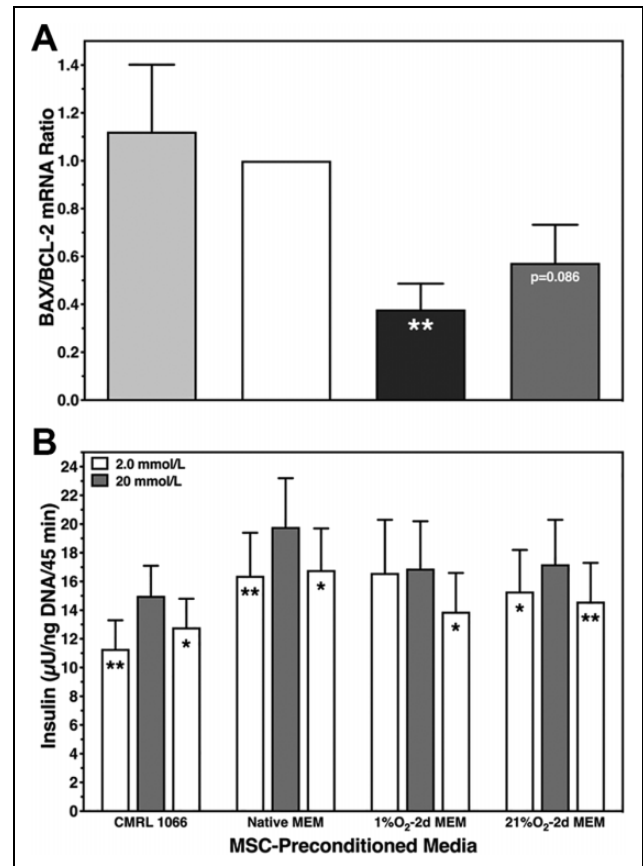 A
BAX/BCL-2 mRNA Ratio
1.4
1.2
1.0
0.8
0.6
0.4
0.2
0.0
**
p=0.086
B
Insulin (µU/ng DNA/45 min)
2.0 mmol/L
20 mmol/L
24
22
20
18
16
14
12
10
8
6
4
2
0
** * ** * * * **
CMRL 1066 Native MEM 1%O₂-2d MEM 21%O₂-2d MEM
MSC-Preconditioned Media